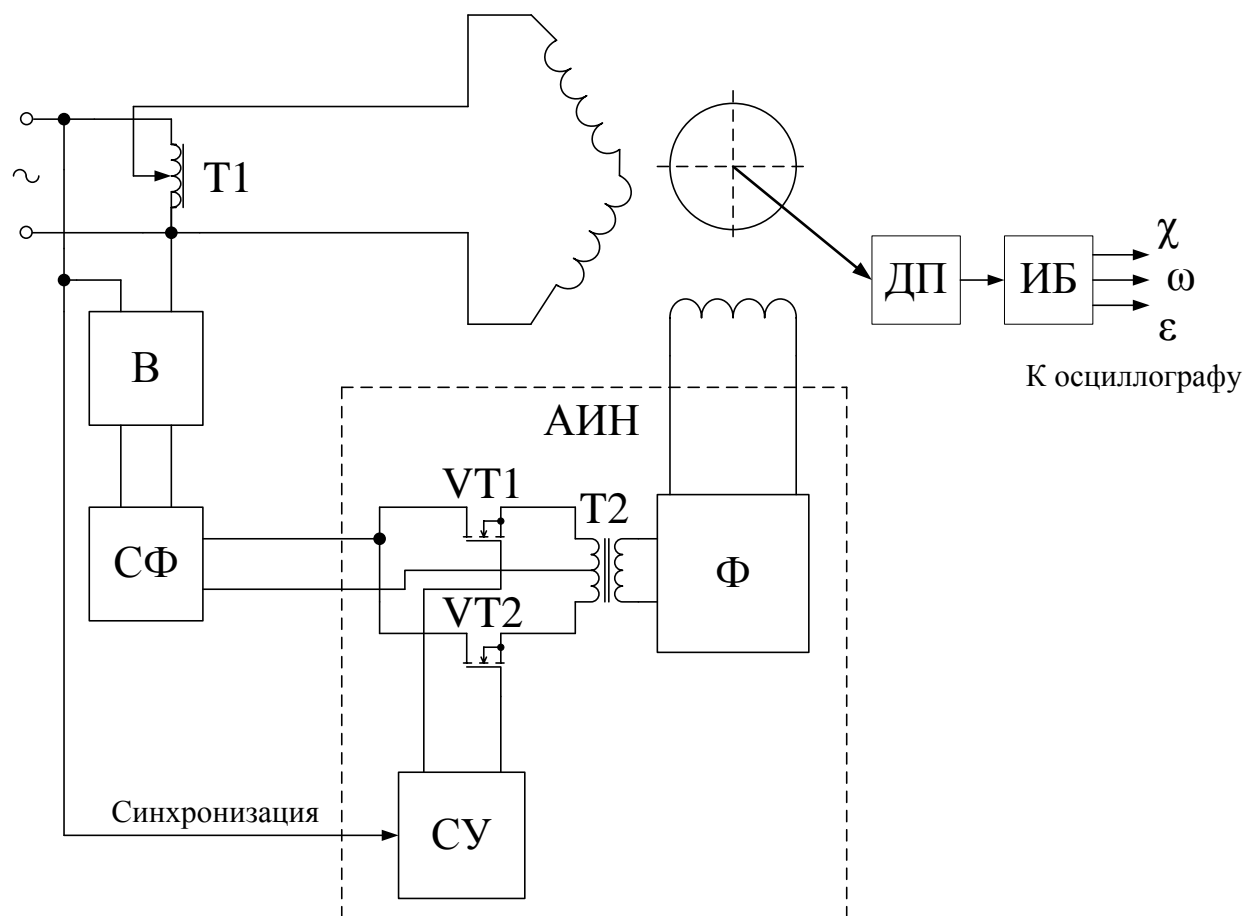 T1
χ
ДП
ИБ
ω
ε
В
К осциллографу
АИН
VT1
T2
СФ
Ф
VT2
Синхронизация
СУ